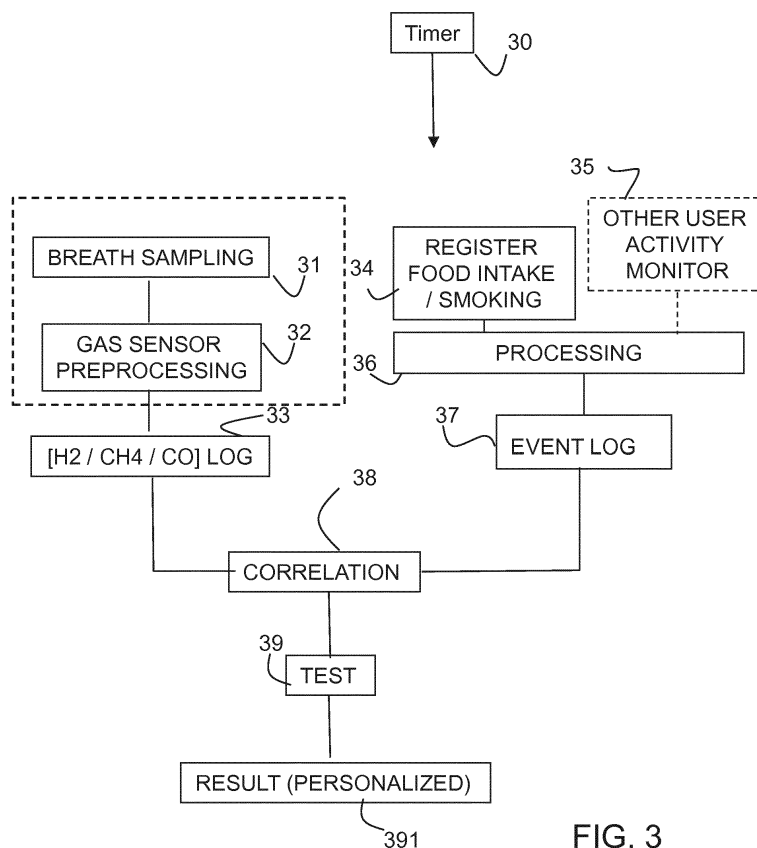 Timer
30
35
OTHER USER
ACTIVITY
MONITOR
BREATH SAMPLING
31
REGISTER
FOOD INTAKE
/ SMOKING
34
GAS SENSOR
PREPROCESSING
32
PROCESSING
36
33
[H2 / CH4 / CO] LOG
37
EVENT LOG
38
CORRELATION
39
TEST
RESULT (PERSONALIZED)
391
FIG. 3